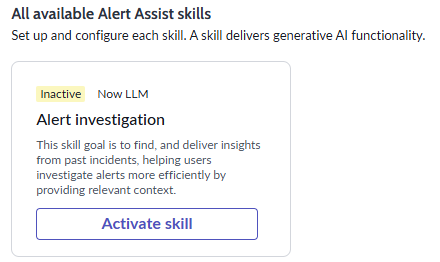 All available Alert Assist skills
Set up and configure each skill. A skill delivers generative AI functionality.
Inactive Now LLM
Alert investigation
This skill goal is to find, and deliver insights
from past incidents, helping users
investigate alerts more efficiently by
providing relevant context.
Activate skill